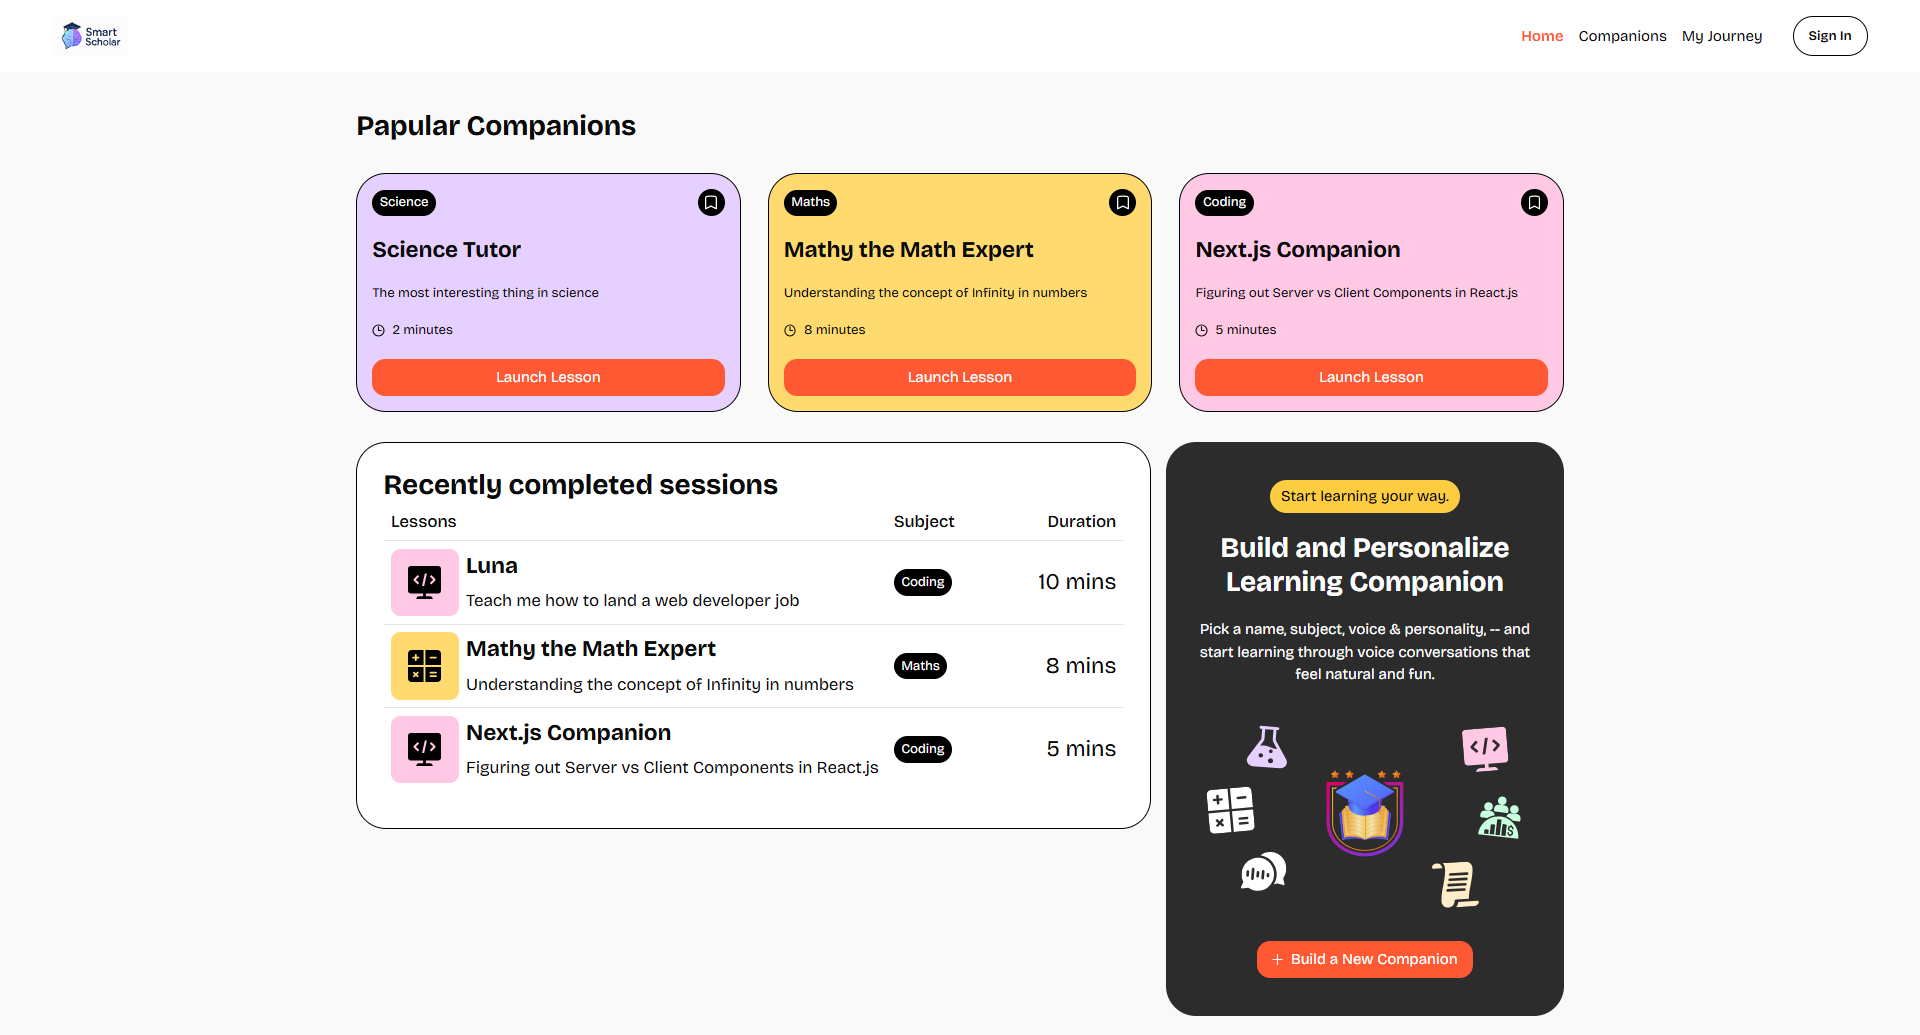 Smart
Scholar
Home Companions My Journey Sign In
Papular Companions
Science
Science Tutor
The most interesting thing in science
2 minutes
Launch Lesson
Maths
Mathy the Math Expert
Understanding the concept of Infinity in numbers
8 minutes
Launch Lesson
Coding
Next.js Companion
Figuring out Server vs Client Components in React.js
5 minutes
Launch Lesson
Recently completed sessions
Lessons Subject Duration
Luna
Teach me how to land a web developer job
Coding
10 mins
Mathy the Math Expert
Understanding the concept of Infinity in numbers
Maths
8 mins
Next.js Companion
Figuring out Server vs Client Components in React.js
Coding
5 mins
Start learning your way.
Build and Personalize
Learning Companion
Pick a name, subject, voice & personality, -- and
start learning through voice conversations that
feel natural and fun.
+ Build a New Companion